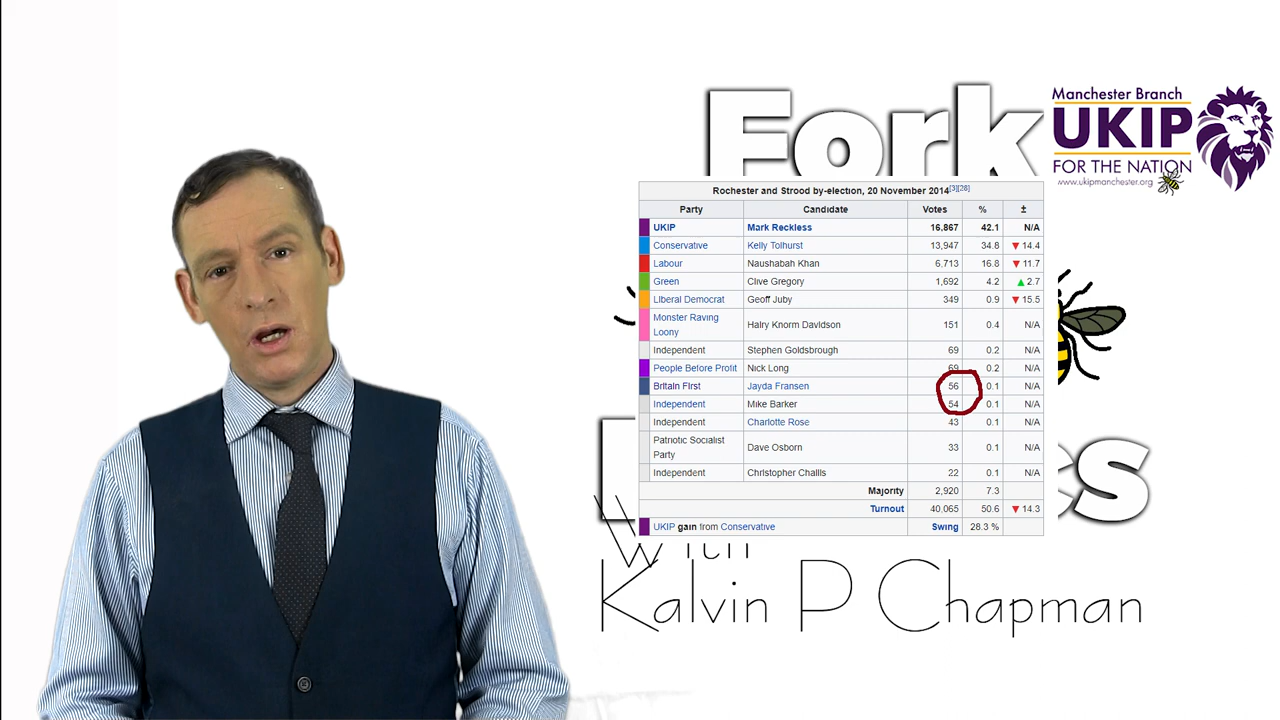 Fork
Manchester Branch
UKIP
FOR THE NATION
www.ukipmanchester.org
Rochester and Strood by-election, 20 November 2014[3][28]
Party Candidate Votes % ±
UKIP Mark Reckless 16,867 42.1 N/A
Conservative Kelly Tolhurst 13,947 34.8 ▼ 14.4
Labour Naushabah Khan 6,713 16.8 ▼ 11.7
Green Clive Gregory 1,692 4.2 ▲ 2.7
Liberal Democrat Geoff Juby 349 0.9 ▼ 15.5
Monster Raving
Loony Hairy Knorm Davidson 151 0.4 N/A
Independent Stephen Goldsbrough 69 0.2 N/A
People Before Profit Nick Long 69 0.2 N/A
Britain First Jayda Fransen 56 0.1 N/A
Independent Mike Barker 54 0.1 N/A
Independent Charlotte Rose 43 0.1 N/A
Patriotic Socialist
Party Dave Osborn 33 0.1 N/A
Independent Christopher Challis 22 0.1 N/A
Majority 2,920 7.3
Turnout 40,065 50.6 ▼ 14.3
UKIP gain from Conservative Swing 28.3 %
cs
With
Kalvin P Chapman